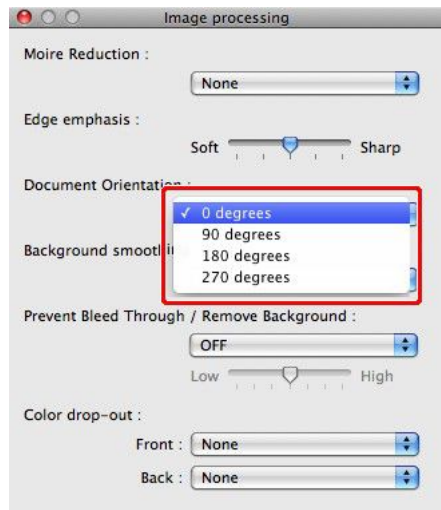 Image processing
Moire Reduction :
None
Edge emphasis :
Soft Sharp
Document Orientation :
✓ 0 degrees
90 degrees
Background smoothi
180 degrees
270 degrees
Prevent Bleed Through / Remove Background :
OFF
Low High
Color drop-out :
Front : None
Back : None